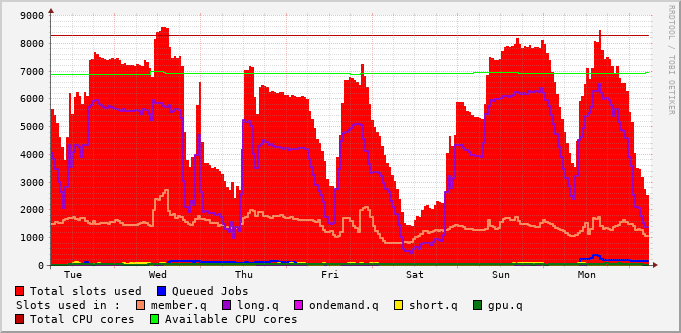 RRDTOOL / TOBI OETIKER
9000
8000
7000
6000
5000
4000
3000
2000
1000
0
Tue Wed Thu Fri Sat Sun Mon
Total slots used Queued Jobs
Slots used in : member.q long.q ondemand.q short.q gpu.q
Total CPU cores Available CPU cores